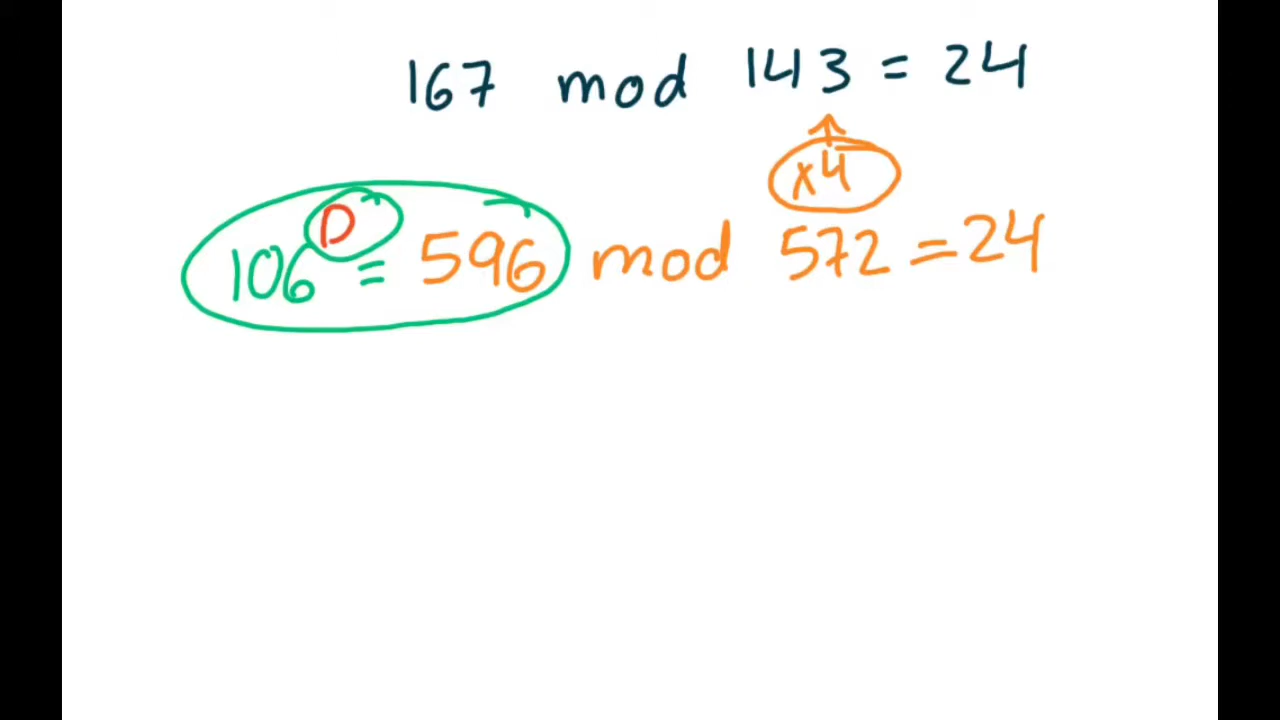 167 mod 143 = 24
x4
106^D = 596 mod 572 = 24